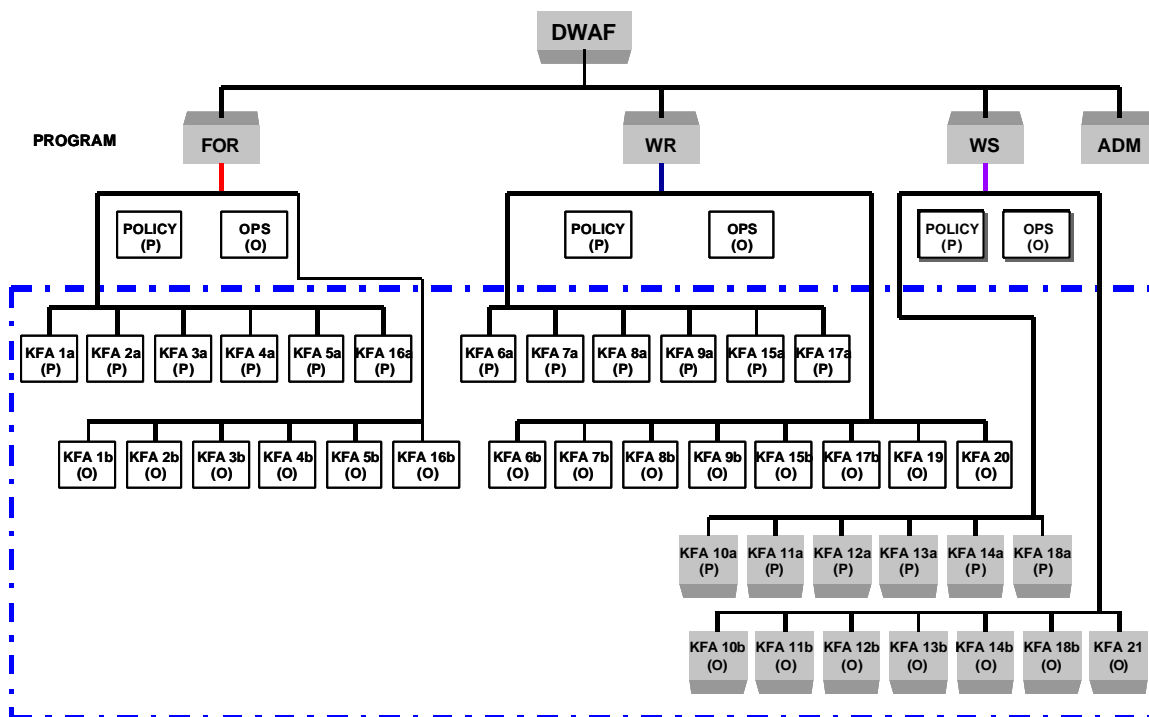 DWAF
PROGRAM
FOR
WR
WS
ADM
POLICY
(P)
OPS
(O)
POLICY
(P)
OPS
(O)
POLICY
(P)
OPS
(O)
KFA 1a
(P)
KFA 2a
(P)
KFA 3a
(P)
KFA 4a
(P)
KFA 5a
(P)
KFA 16a
(P)
KFA 6a
(P)
KFA 7a
(P)
KFA 8a
(P)
KFA 9a
(P)
KFA 15a
(P)
KFA 17a
(P)
KFA 1b
(O)
KFA 2b
(O)
KFA 3b
(O)
KFA 4b
(O)
KFA 5b
(O)
KFA 16b
(O)
KFA 6b
(O)
KFA 7b
(O)
KFA 8b
(O)
KFA 9b
(O)
KFA 15b
(O)
KFA 17b
(O)
KFA 19
(O)
KFA 20
(O)
KFA 10a
(P)
KFA 11a
(P)
KFA 12a
(P)
KFA 13a
(P)
KFA 14a
(P)
KFA 18a
(P)
KFA 10b
(O)
KFA 11b
(O)
KFA 12b
(O)
KFA 13b
(O)
KFA 14b
(O)
KFA 18b
(O)
KFA 21
(O)